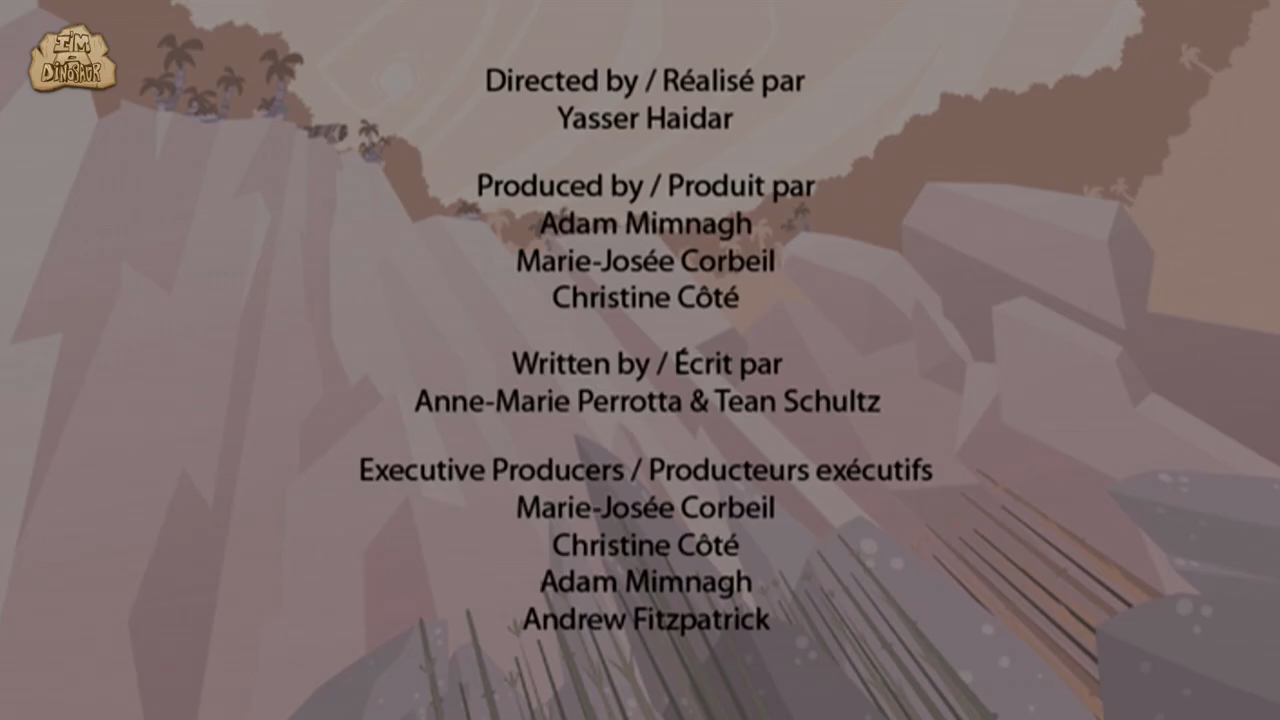 I'M
A
DINOSAUR
Directed by / Réalisé par
Yasser Haidar
Produced by / Produit par
Adam Mimnagh
Marie-Josée Corbeil
Christine Côté
Written by / Écrit par
Anne-Marie Perrotta & Tean Schultz
Executive Producers / Producteurs exécutifs
Marie-Josée Corbeil
Christine Côté
Adam Mimnagh
Andrew Fitzpatrick